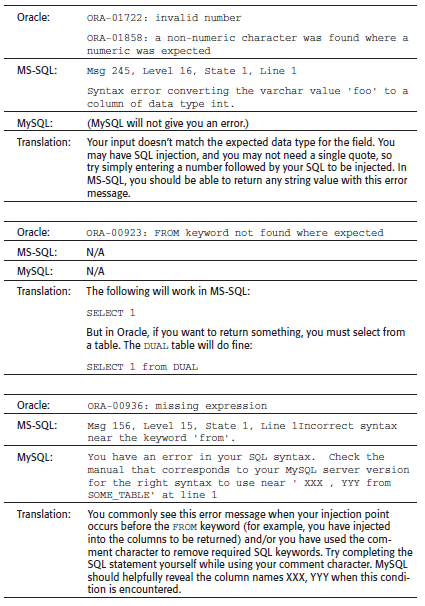 Oracle: ORA-01722: invalid number
ORA-01858: a non-numeric character was found where a
numeric was expected
MS-SQL: Msg 245, Level 16, State 1, Line 1
Syntax error converting the varchar value 'foo' to a
column of data type int.
MySQL: (MySQL will not give you an error.)
Translation: Your input doesn't match the expected data type for the field. You
may have SQL injection, and you may not need a single quote, so
try simply entering a number followed by your SQL to be injected. In
MS-SQL, you should be able to return any string value with this error
message.
Oracle: ORA-00923: FROM keyword not found where expected
MS-SQL: N/A
MySQL: N/A
Translation: The following will work in MS-SQL:
SELECT 1
But in Oracle, if you want to return something, you must select from
a table. The DUAL table will do fine:
SELECT 1 from DUAL
Oracle: ORA-00936: missing expression
MS-SQL: Msg 156, Level 15, State 1, Line 1Incorrect syntax
near the keyword 'from'.
MySQL: You have an error in your SQL syntax. Check the
manual that corresponds to your MySQL server version
for the right syntax to use near ' XXX , YYY from
SOME_TABLE' at line 1
Translation: You commonly see this error message when your injection point
occurs before the FROM keyword (for example, you have injected
into the columns to be returned) and/or you have used the com-
ment character to remove required SQL keywords. Try completing the
SQL statement yourself while using your comment character. MySQL
should helpfully reveal the column names XXX, YYY when this condi-
tion is encountered.